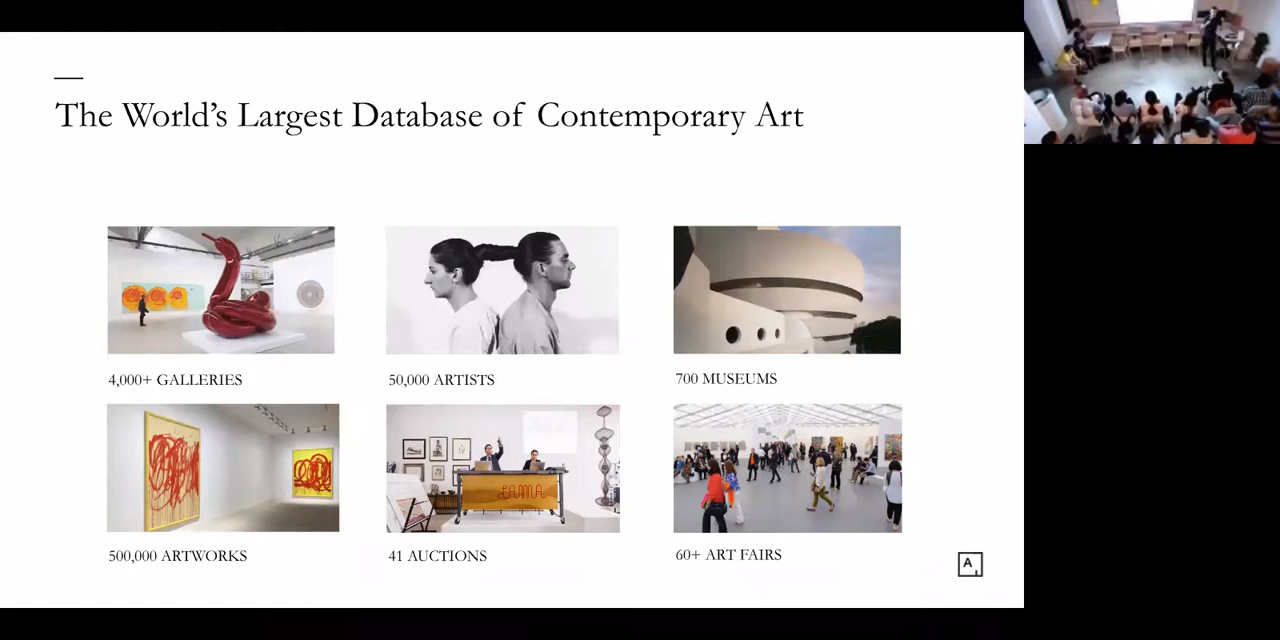 The World’s Largest Database of Contemporary Art
4,000+ GALLERIES
50,000 ARTISTS
700 MUSEUMS
LAMA
500,000 ARTWORKS
41 AUCTIONS
60+ ART FAIRS
A